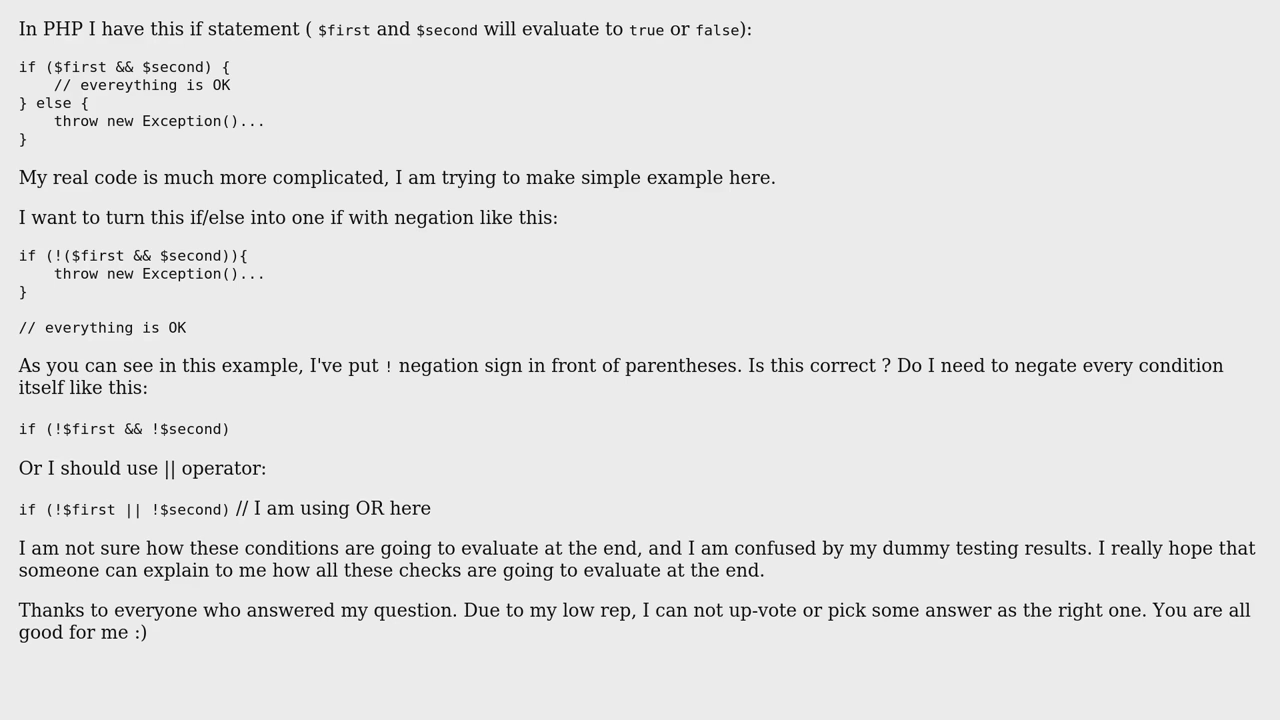 In PHP I have this if statement ( $first and $second will evaluate to true or false):
if ($first && $second) {
    // evereything is OK
} else {
    throw new Exception()...
}
My real code is much more complicated, I am trying to make simple example here.
I want to turn this if/else into one if with negation like this:
if (!($first && $second)){
    throw new Exception()...
}
// everything is OK
As you can see in this example, I've put ! negation sign in front of parentheses. Is this correct ? Do I need to negate every condition
itself like this:
if (!$first && !$second)
Or I should use || operator:
if (!$first || !$second) // I am using OR here
I am not sure how these conditions are going to evaluate at the end, and I am confused by my dummy testing results. I really hope that
someone can explain to me how all these checks are going to evaluate at the end.
Thanks to everyone who answered my question. Due to my low rep, I can not up-vote or pick some answer as the right one. You are all
good for me :)